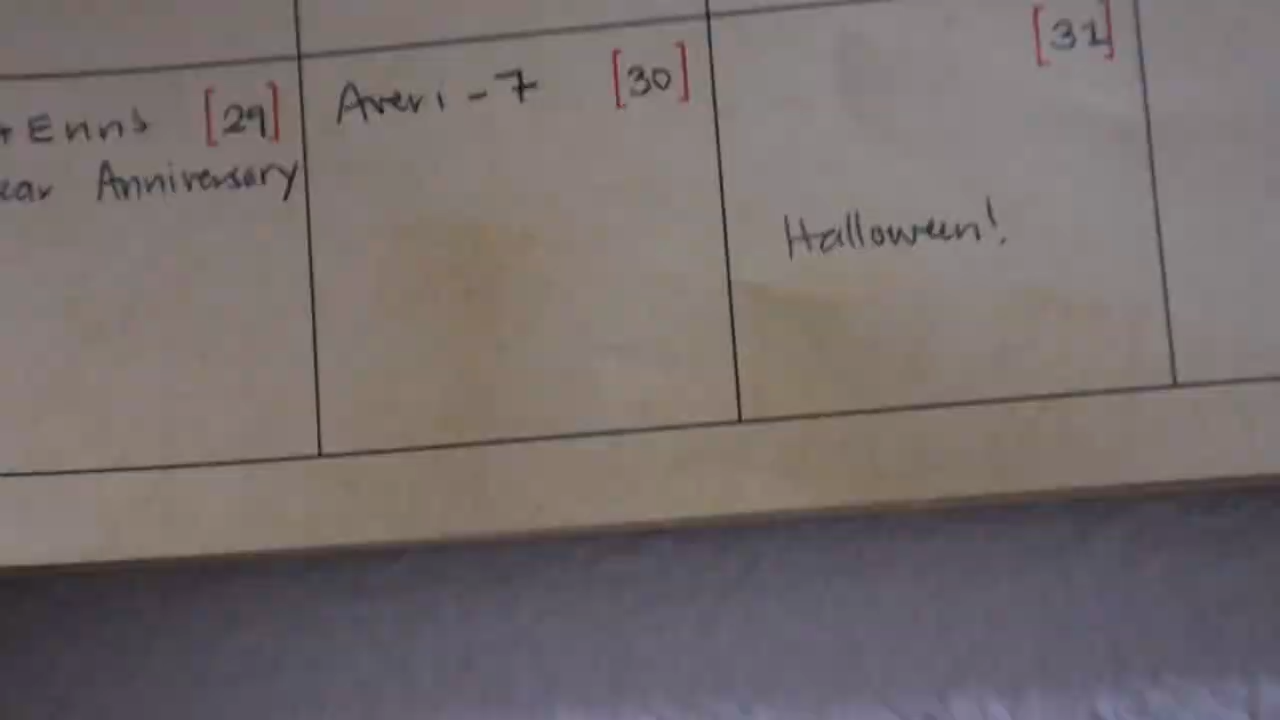 Enns [29]
Anniversary
Averi - 7 [30]
[31]
Halloween!